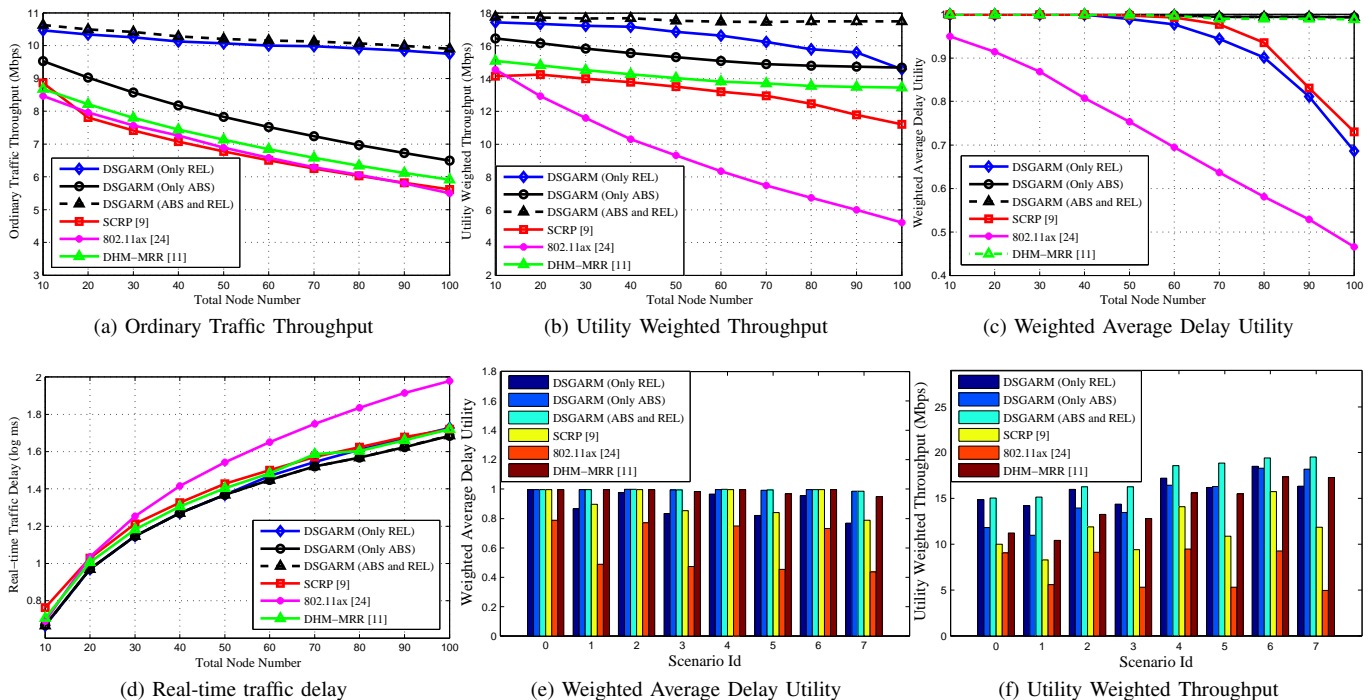 Ordinary Traffic Throughput (Mbps)
11
10
9
8
7
6
5
4
3
10 20 30 40 50 60 70 80 90 100
Total Node Number
DSGARM (Only REL)
DSGARM (Only ABS)
DSGARM (ABS and REL)
SCRP [9]
802.11ax [24]
DHM−MRR [11]
(a) Ordinary Traffic Throughput
Utility Weighted Throughput (Mbps)
18
16
14
12
10
8
6
4
2
10 20 30 40 50 60 70 80 90 100
Total Node Number
DSGARM (Only REL)
DSGARM (Only ABS)
DSGARM (ABS and REL)
SCRP [9]
802.11ax [24]
DHM−MRR [11]
(b) Utility Weighted Throughput
Weighted Average Delay Utility
1
0.9
0.8
0.7
0.6
0.5
0.4
10 20 30 40 50 60 70 80 90 100
Total Node Number
DSGARM (Only REL)
DSGARM (Only ABS)
DSGARM (ABS and REL)
SCRP [9]
802.11ax [24]
DHM−MRR [11]
(c) Weighted Average Delay Utility
Real−time Traffic Delay (log ms)
2
1.8
1.6
1.4
1.2
1
0.8
0.6
10 20 30 40 50 60 70 80 90 100
Total Node Number
DSGARM (Only REL)
DSGARM (Only ABS)
DSGARM (ABS and REL)
SCRP [9]
802.11ax [24]
DHM−MRR [11]
(d) Real-time traffic delay
Weighted Average Delay Utility
1.8
1.6
1.4
1.2
1
0.8
0.6
0.4
0.2
0
0 1 2 3 4 5 6 7
Scenario Id
DSGARM (Only REL)
DSGARM (Only ABS)
DSGARM (ABS and REL)
SCRP [9]
802.11ax [24]
DHM−MRR [11]
(e) Weighted Average Delay Utility
Utility Weighted Throughput (Mbps)
25
20
15
10
5
0
0 1 2 3 4 5 6 7
Scenario Id
DSGARM (Only REL)
DSGARM (Only ABS)
DSGARM (ABS and REL)
SCRP [9]
802.11ax [24]
DHM−MRR [11]
(f) Utility Weighted Throughput